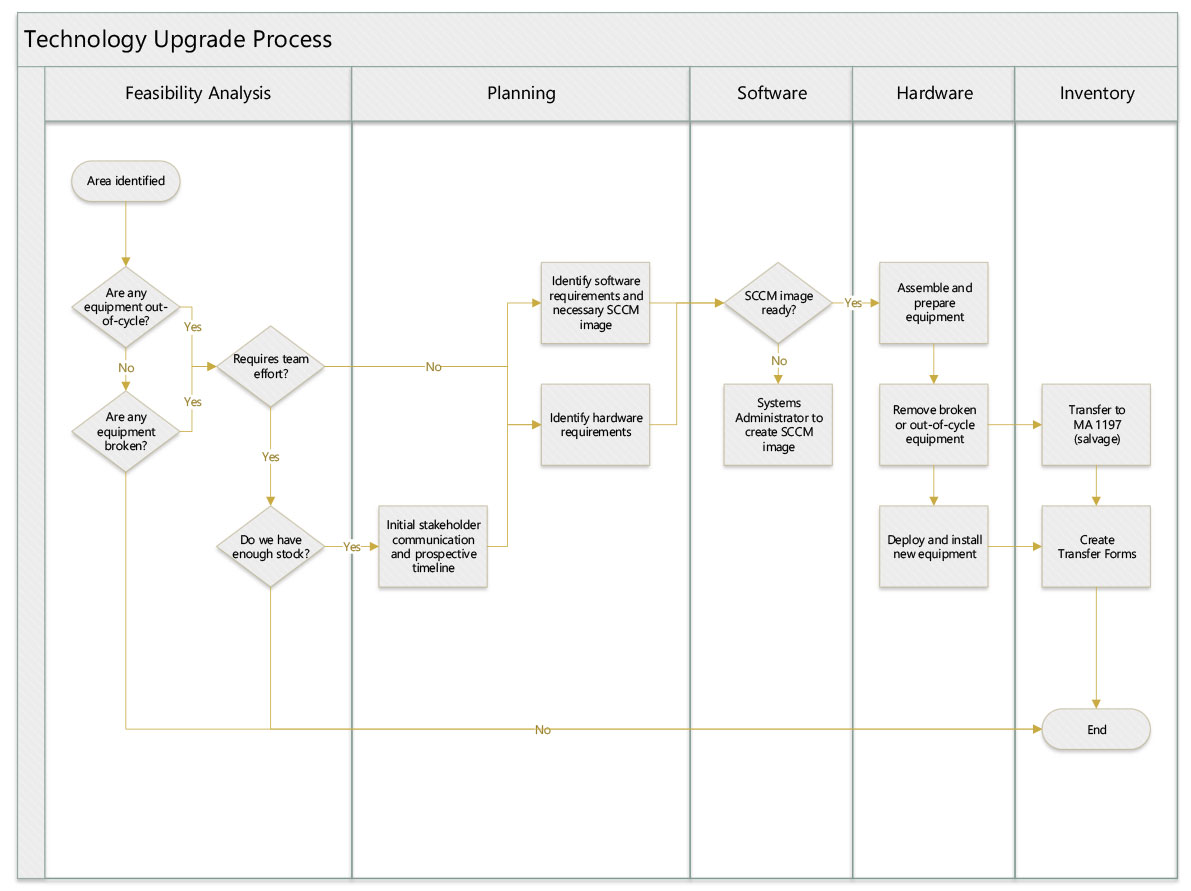 Technology Upgrade Process
Feasibility Analysis
Planning
Software
Hardware
Inventory
Area identified
Are any
equipment out-
of-cycle?
Yes
No
Are any
equipment
broken?
Yes
Requires team
effort?
No
Yes
Do we have
enough stock?
Yes
Initial stakeholder
communication
and prospective
timeline
Identify software
requirements and
necessary SCCM
image
Identify hardware
requirements
SCCM image
ready?
Yes
No
Systems
Administrator to
create SCCM
image
Assemble and
prepare
equipment
Remove broken
or out-of-cycle
equipment
Deploy and install
new equipment
Transfer to
MA 1197
(salvage)
Create
Transfer Forms
No
End